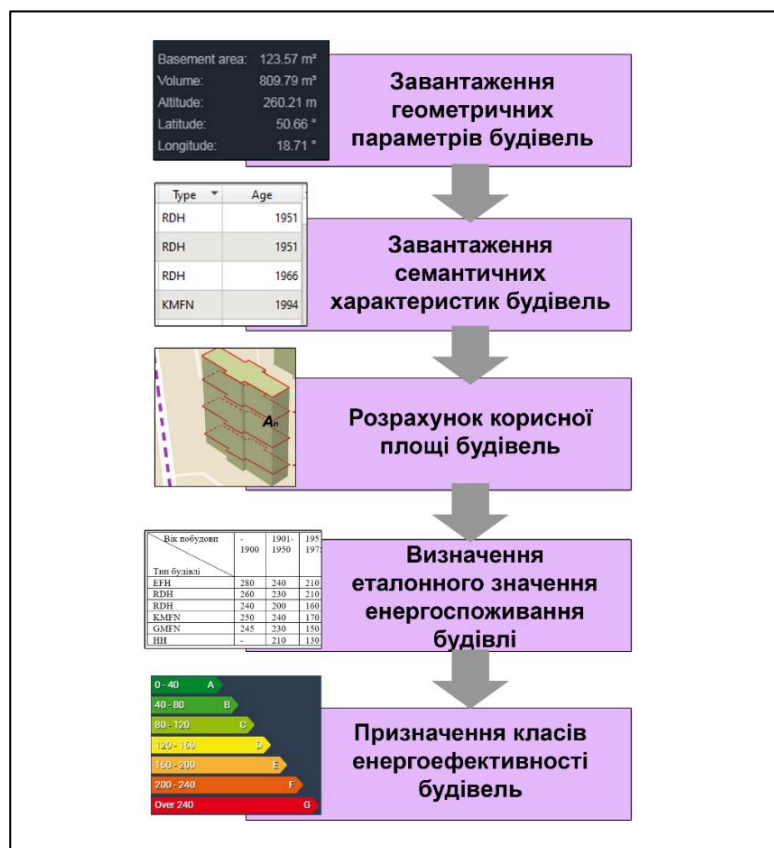 Basement area: 123.57 m²
Volume: 809.79 m³
Altitude: 260.21 m
Latitude: 50.66 °
Longitude: 18.71 °
Завантаження
геометричних
параметрів будівель
Type Age
RDH 1951
RDH 1951
RDH 1966
KMFN 1994
Завантаження
семантичних
характеристик будівель
An
Розрахунок корисної
площі будівель
Вік побудови - 1901- 195
1900 1950 1975
Тип будівлі
EFH 280 240 210
RDH 260 230 210
RDH 240 200 160
KMFN 250 240 170
GMFN 245 230 150
HH - 210 130
Визначення
еталонного значення
енергоспоживання
будівлі
0 - 40 A
40 - 80 B
80 - 120 C
120 - 160 D
160 - 200 E
200 - 240 F
Over 240 G
Призначення класів
енергоефективності
будівель